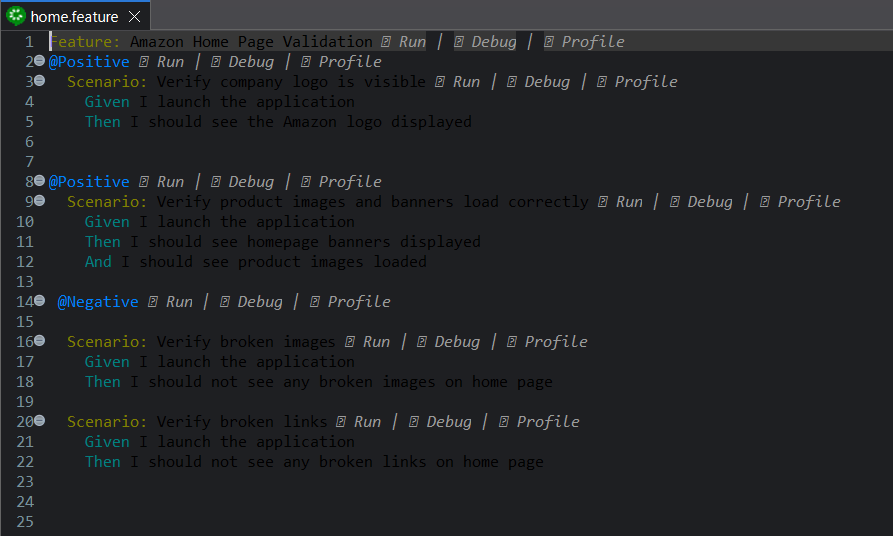 home.feature
1 Feature: Amazon Home Page Validation Run | Debug | Profile
2 @Positive Run | Debug | Profile
3 Scenario: Verify company logo is visible Run | Debug | Profile
4 Given I launch the application
5 Then I should see the Amazon logo displayed
6
7
8 @Positive Run | Debug | Profile
9 Scenario: Verify product images and banners load correctly Run | Debug | Profile
10 Given I launch the application
11 Then I should see homepage banners displayed
12 And I should see product images loaded
13
14 @Negative Run | Debug | Profile
15
16 Scenario: Verify broken images Run | Debug | Profile
17 Given I launch the application
18 Then I should not see any broken images on home page
19
20 Scenario: Verify broken links Run | Debug | Profile
21 Given I launch the application
22 Then I should not see any broken links on home page
23
24
25